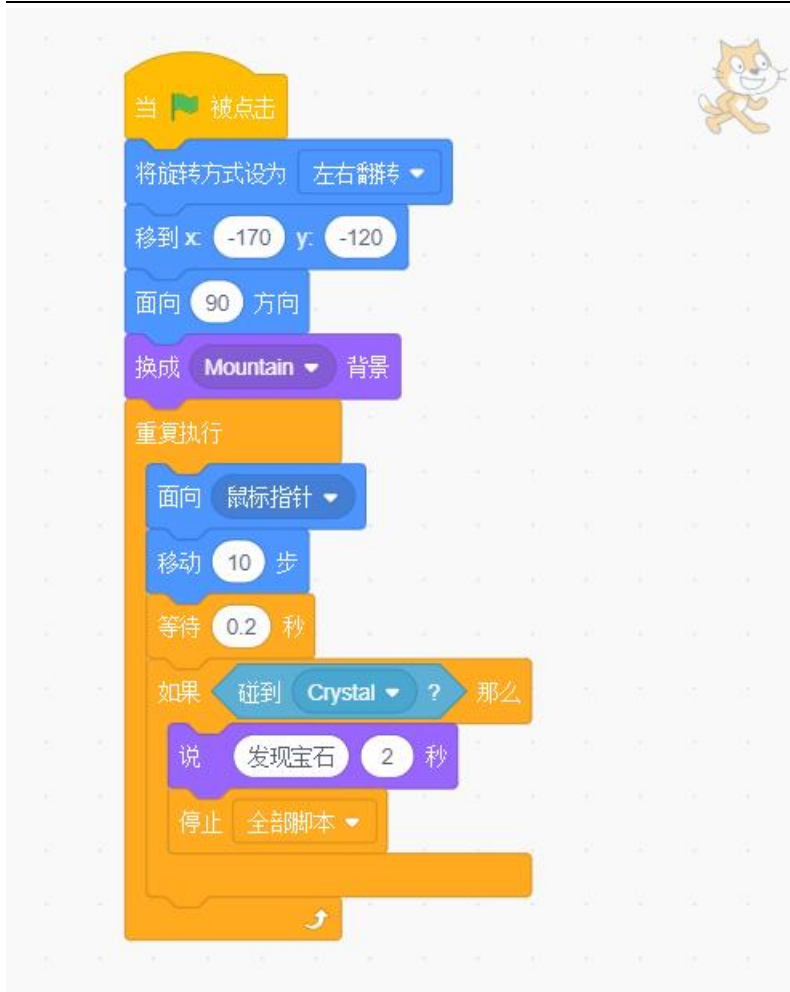 当 被点击
将旋转方式设为 左右翻转
移到 x: -170 y: -120
面向 90 方向
换成 Mountain 背景
重复执行
面向 鼠标指针
移动 10 步
等待 0.2 秒
如果 碰到 Crystal ? 那么
说 发现宝石 2 秒
停止 全部脚本